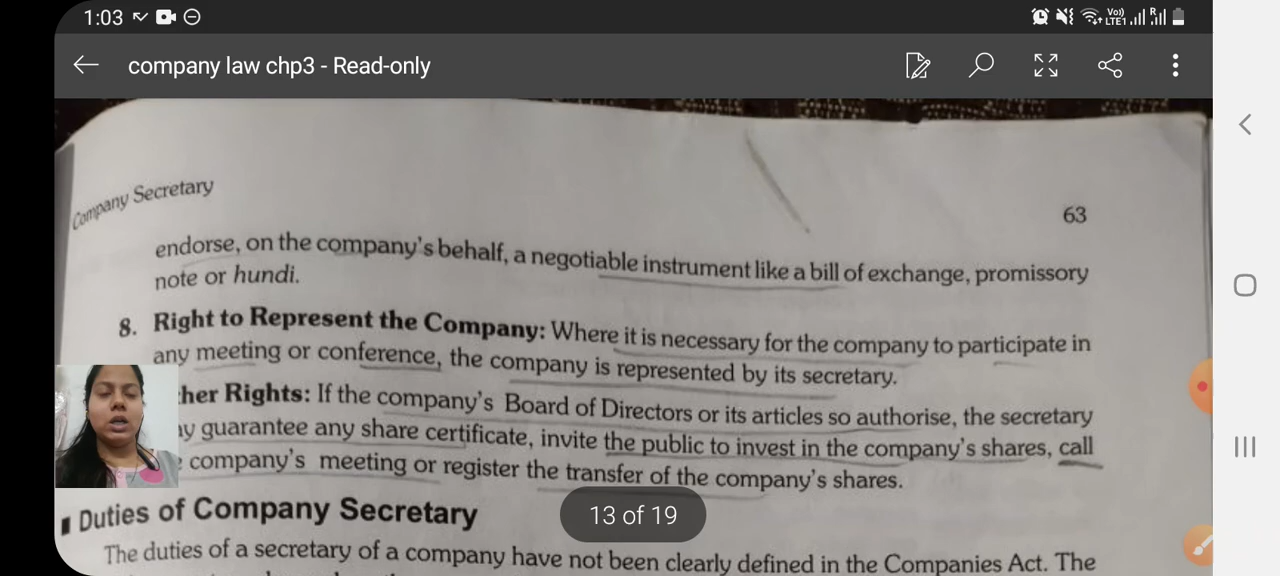 1:03
Vo))
LTE1
R
company law chp3 - Read-only
Company Secretary
63
endorse, on the company's behalf, a negotiable instrument like a bill of exchange, promissory
note or hundi.
8. Right to Represent the Company: Where it is necessary for the company to participate in
any meeting or conference, the company is represented by its secretary.
her Rights: If the company's Board of Directors or its articles so authorise, the secretary
y guarantee any share certificate, invite the public to invest in the company's shares, call
company's meeting or register the transfer of the company's shares.
13 of 19
Duties of Company Secretary
The duties of a secretary of a company have not been clearly defined in the Companies Act. The